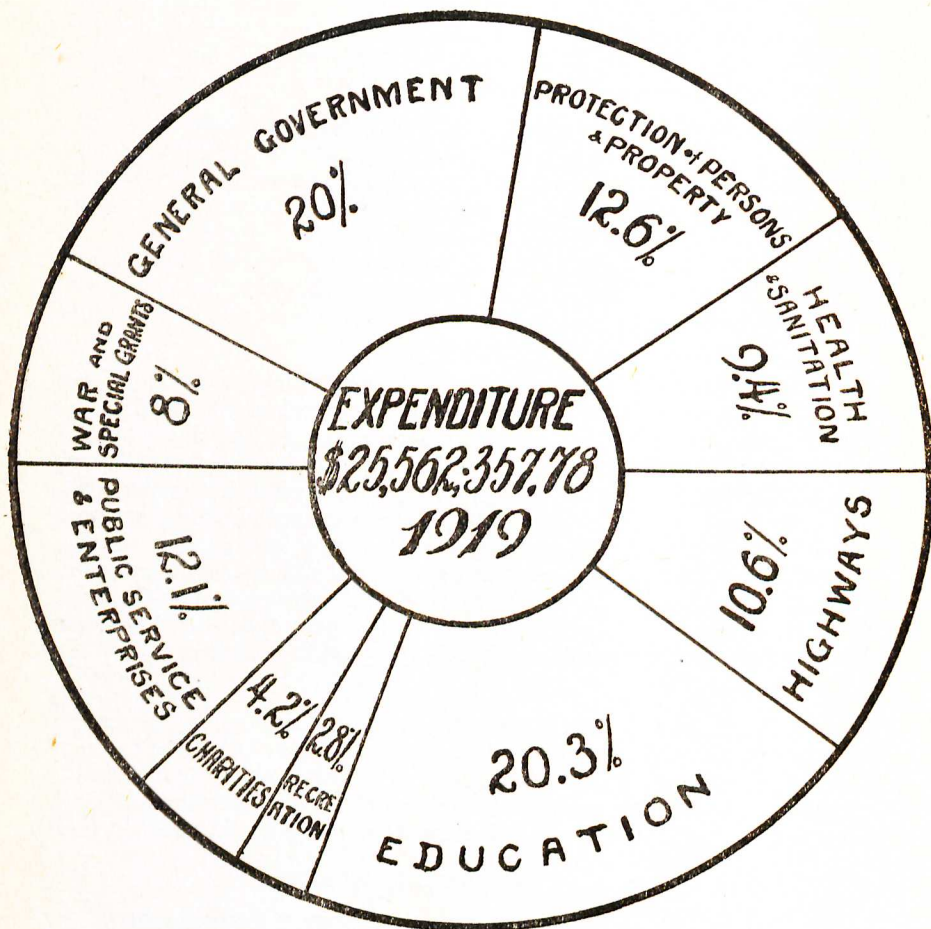 EXPENDITURE
$25,562,357.78
1919
GENERAL GOVERNMENT
20%
PROTECTION of PERSONS
& PROPERTY
12.6%
HEALTH
& SANITATION
9.4%
HIGHWAYS
10.6%
20.3%
EDUCATION
2.8%
RECRE
ATION
4.2%
CHARITIES
12.1%
PUBLIC SERVICE
& ENTERPRISES
WAR AND
SPECIAL GRANTS
8%